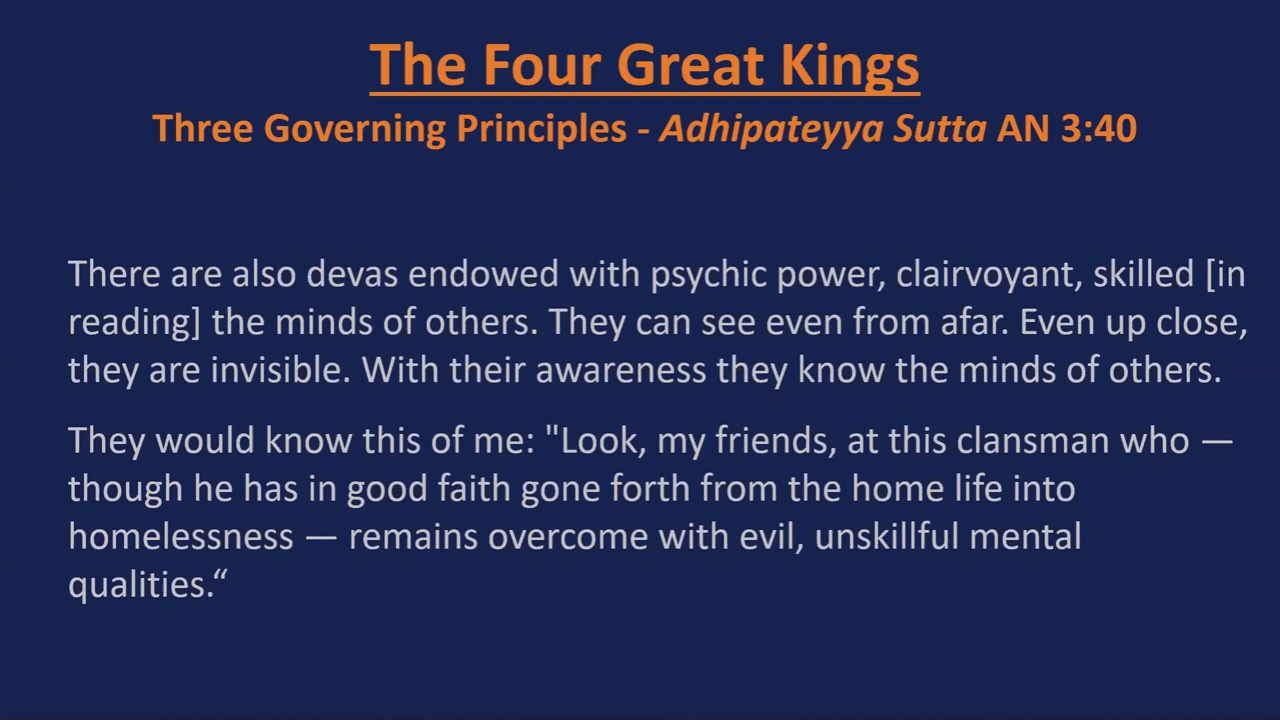 The Four Great Kings
Three Governing Principles - Adhipateyya Sutta AN 3:40
There are also devas endowed with psychic power, clairvoyant, skilled [in
reading] the minds of others. They can see even from afar. Even up close,
they are invisible. With their awareness they know the minds of others.
They would know this of me: "Look, my friends, at this clansman who —
though he has in good faith gone forth from the home life into
homelessness — remains overcome with evil, unskillful mental
qualities.“